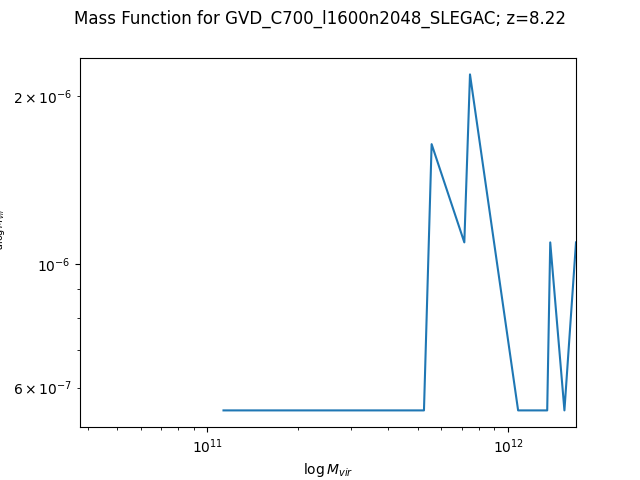 Mass Function for GVD_C700_l1600n2048_SLEGAC; z=8.22
2 × 10⁻⁶
10⁻⁶
6 × 10⁻⁷
10¹¹ 10¹²
log M_vir